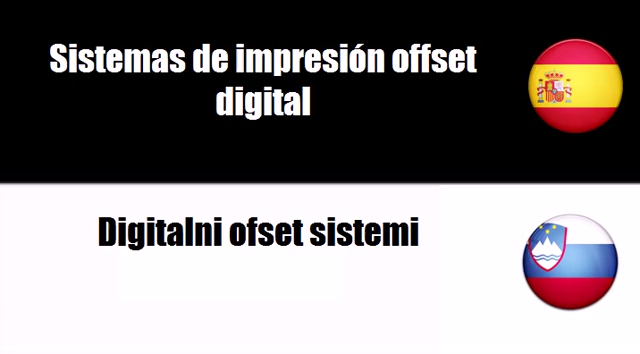 Sistemas de impresión offset
digital
Digitalni ofset sistemi